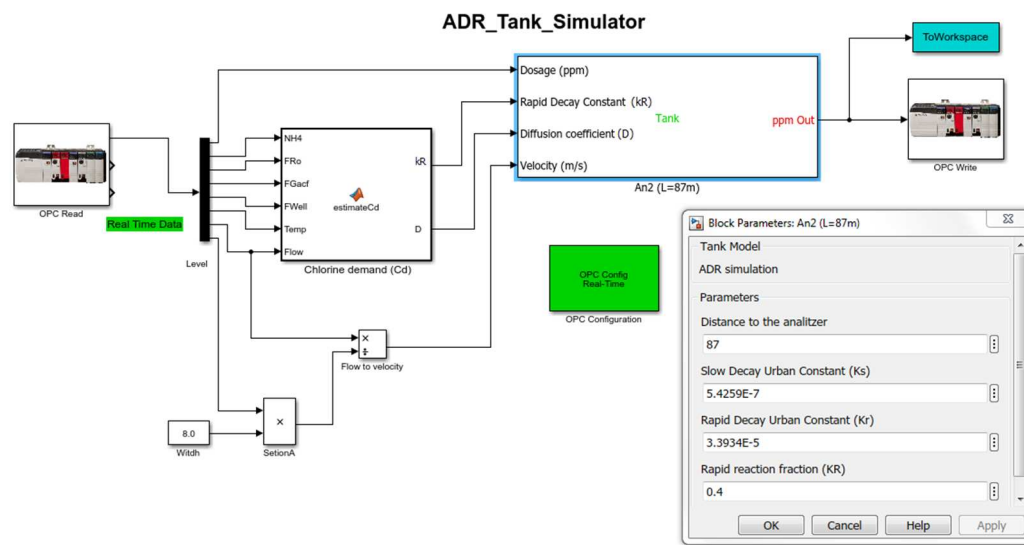 ADR_Tank_Simulator
ToWorkspace
Dosage (ppm)
Rapid Decay Constant (kR)
Tank
Diffusion coefficient (D)
ppm Out
Velocity (m/s)
An2 (L=87m)
OPC Write
OPC Read
Real Time Data
Level
NH4
FRo
FGacf
FWell
Temp
Flow
kR
estimateCd
D
Chlorine demand (Cd)
OPC Config
Real-Time
OPC Configuration
×
÷
Flow to velocity
8.0
Witdh
×
SetionA
Block Parameters: An2 (L=87m)
Tank Model
ADR simulation
Parameters
Distance to the analitzer
87
Slow Decay Urban Constant (Ks)
5.4259E-7
Rapid Decay Urban Constant (Kr)
3.3934E-5
Rapid reaction fraction (KR)
0.4
OK Cancel Help Apply